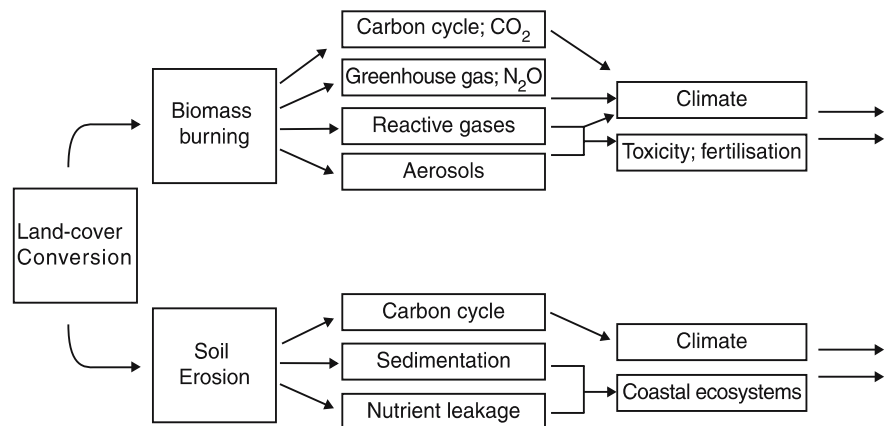 Carbon cycle; CO₂
Greenhouse gas; N₂O
Biomass
burning
Reactive gases
Aerosols
Climate
Toxicity; fertilisation
Land-cover
Conversion
Carbon cycle
Soil
Erosion
Sedimentation
Nutrient leakage
Climate
Coastal ecosystems